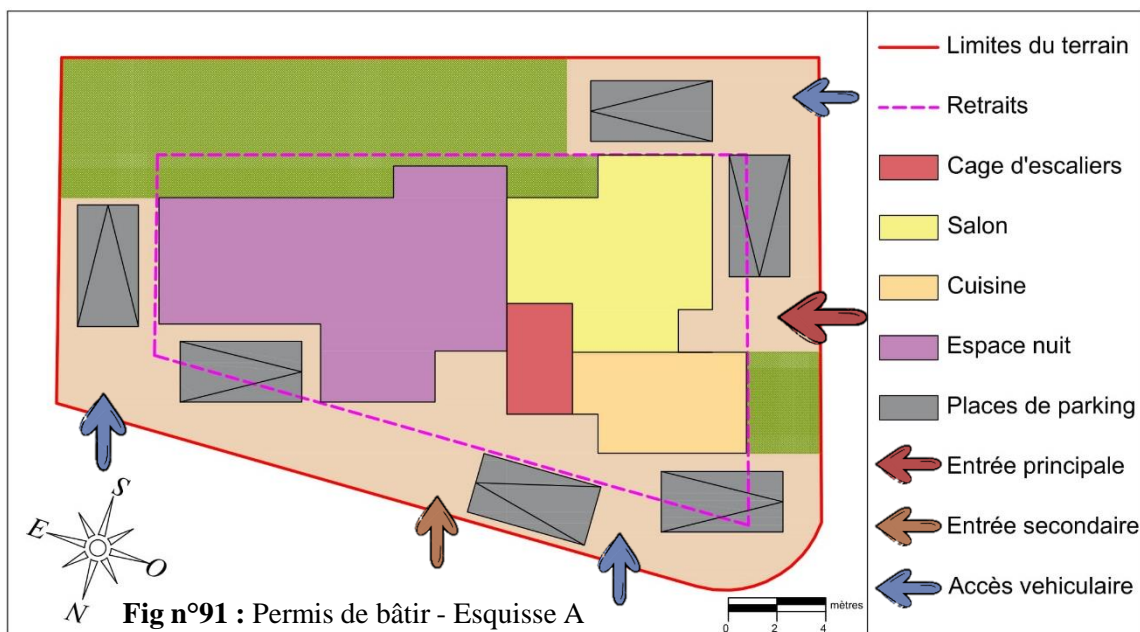 Limites du terrain
Retraits
Cage d'escaliers
Salon
Cuisine
Espace nuit
Places de parking
Entrée principale
Entrée secondaire
Accès vehiculaire
S
E
O
N
Fig n°91 : Permis de bâtir - Esquisse A
mètres
0 2 4